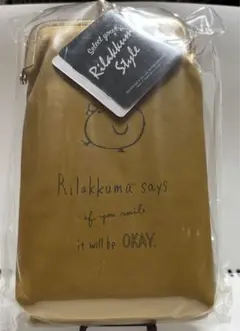 Rilakkuma
Style
Rilakkuma says
if you smile
it will be OKAY.